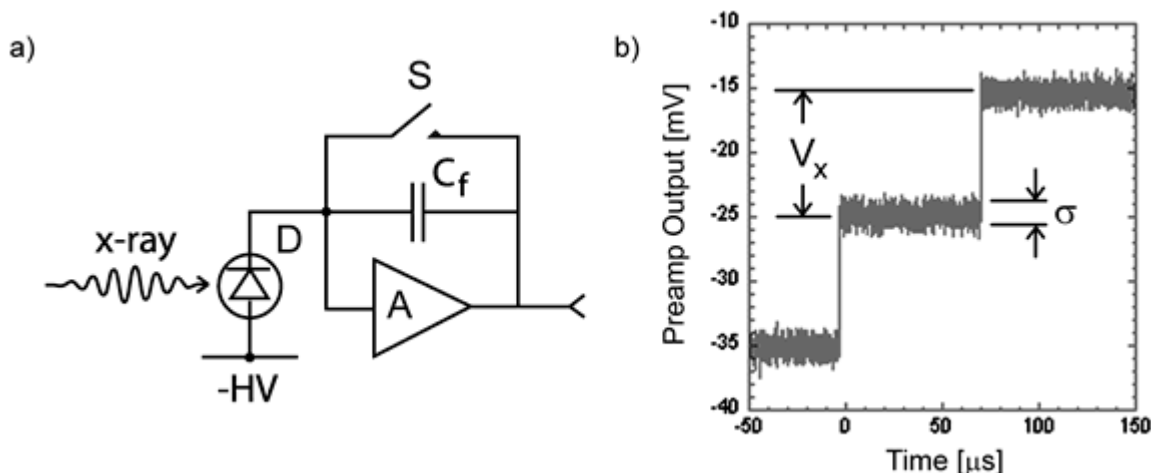 a)
S
C_f
D
x-ray
A
-HV
b)
Preamp Output [mV]
-10
-15
-20
-25
-30
-35
-40
V_x
σ
-50
0
50
100
150
Time [μs]